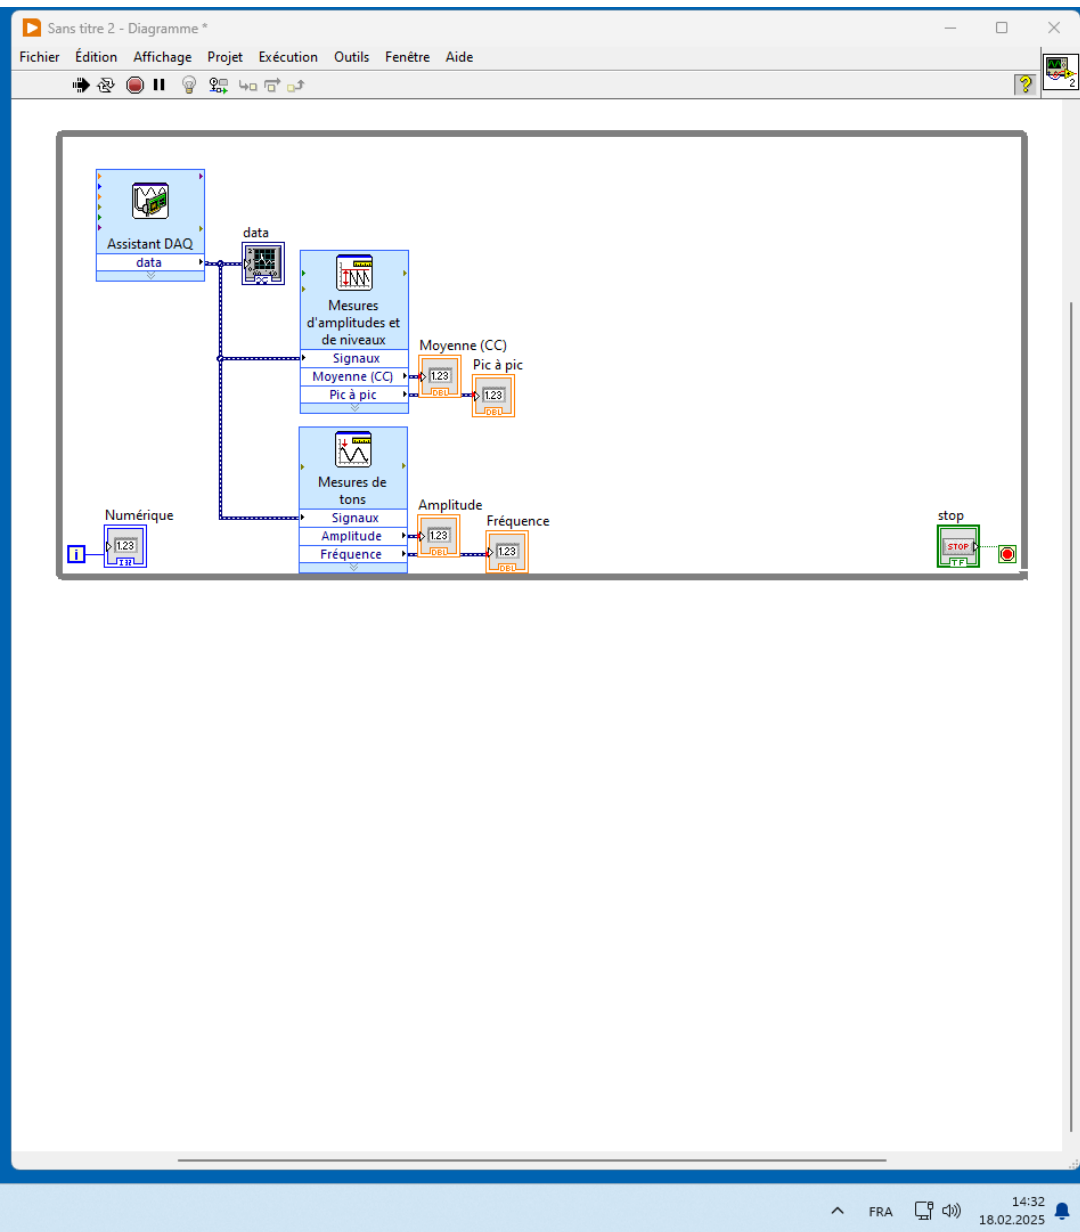 Sans titre 2 - Diagramme *
Fichier Édition Affichage Projet Exécution Outils Fenêtre Aide
2
Assistant DAQ
data
data
Mesures
d'amplitudes et
de niveaux
Signaux
Moyenne (CC)
Pic à pic
Moyenne (CC)
1.23
DBL
Pic à pic
1.23
DBL
Mesures de
tons
Signaux
Amplitude
Fréquence
Amplitude
1.23
DBL
Fréquence
1.23
DBL
Numérique
i
1.23
I32
stop
STOP
TF
FRA
14:32
18.02.2025